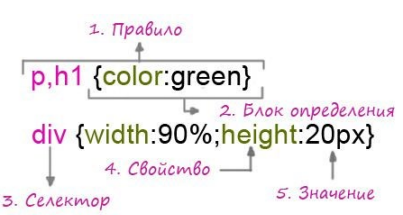 1. Правило
p,h1 {color:green}
2. Блок определения
div {width:90%;height:20px}
4. Свойство
5. Значение
3. Селектор